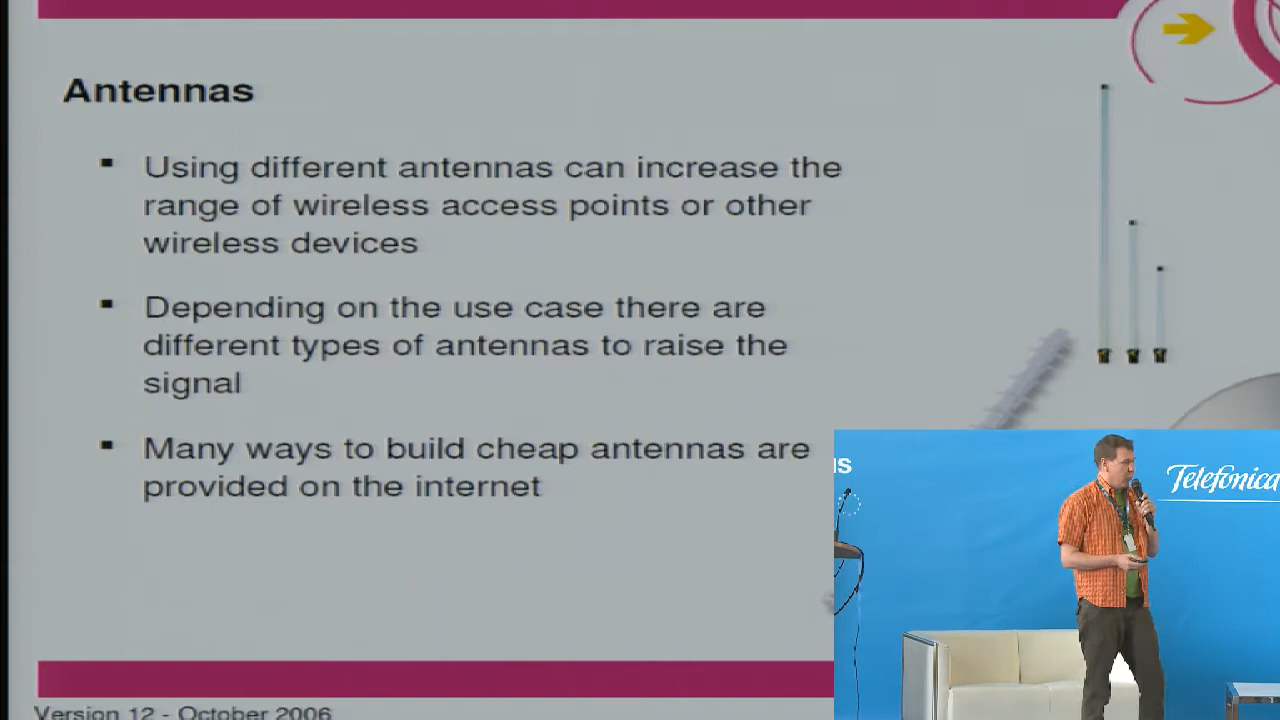 Antennas
Using different antennas can increase the
range of wireless access points or other
wireless devices
Depending on the use case there are
different types of antennas to raise the
signal
Many ways to build cheap antennas are
provided on the internet
Telefónica
Version 12 - October 2006